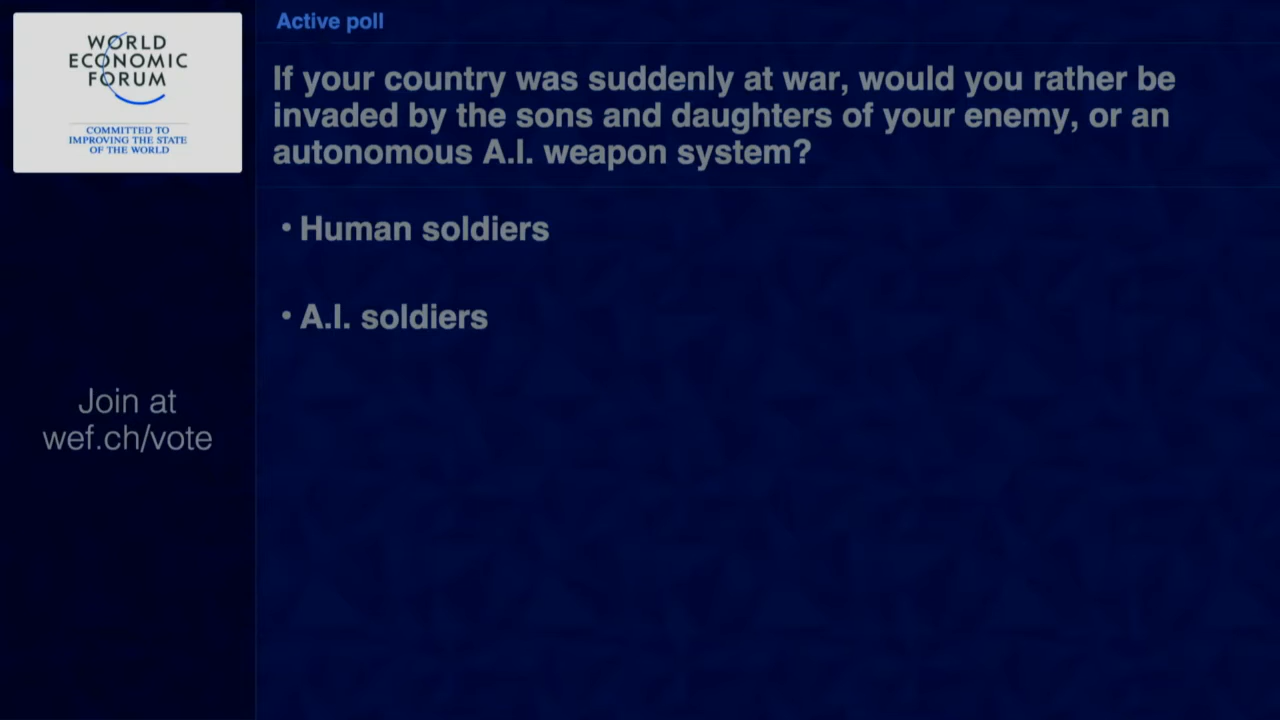 WORLD
ECONOMIC
FORUM
COMMITTED TO
IMPROVING THE STATE
OF THE WORLD
Active poll
If your country was suddenly at war, would you rather be
invaded by the sons and daughters of your enemy, or an
autonomous A.I. weapon system?
• Human soldiers
• A.I. soldiers
Join at
wef.ch/vote